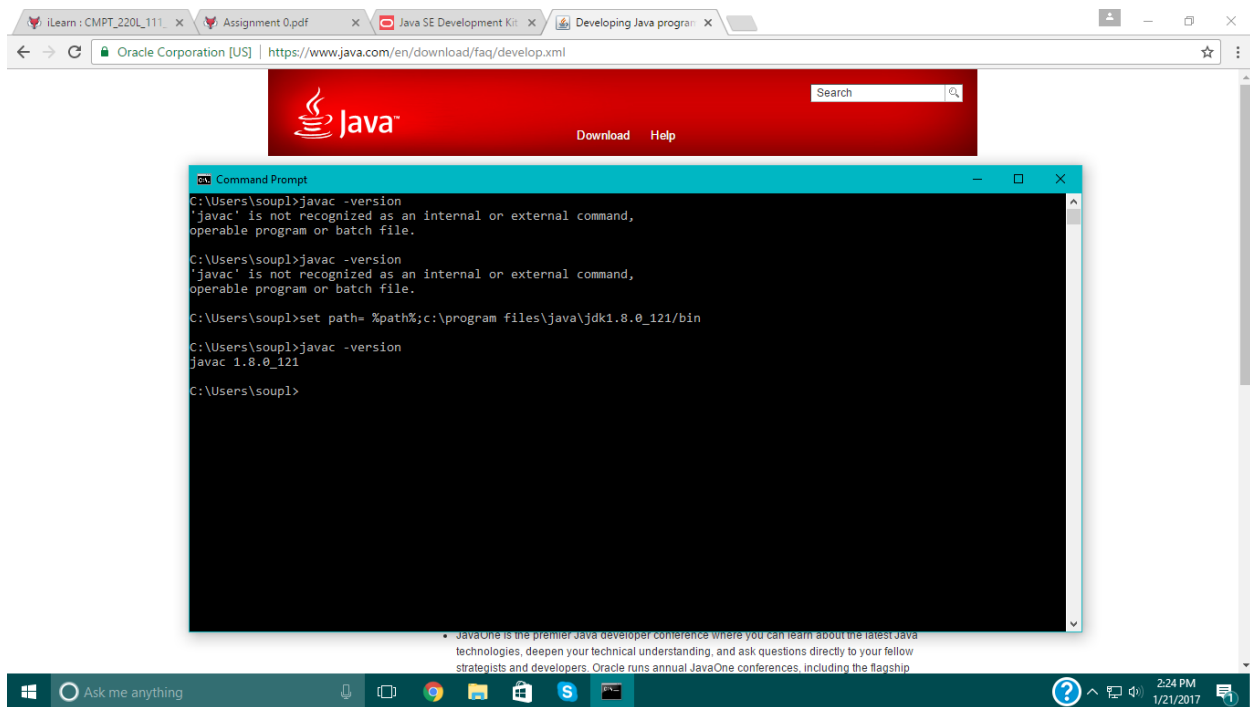 iLearn : CMPT_220L_111_
Assignment 0.pdf
Java SE Development Kit
Developing Java program
Oracle Corporation [US] | https://www.java.com/en/download/faq/develop.xml
Java™
Search
Download Help
Command Prompt
C:\Users\soupl>javac -version
'javac' is not recognized as an internal or external command,
operable program or batch file.
C:\Users\soupl>javac -version
'javac' is not recognized as an internal or external command,
operable program or batch file.
C:\Users\soupl>set path= %path%;c:\program files\java\jdk1.8.0_121/bin
C:\Users\soupl>javac -version
javac 1.8.0_121
C:\Users\soupl>
JavaOne is the premier Java developer conference where you can learn about the latest Java
technologies, deepen your technical understanding, and ask questions directly to your fellow
strategists and developers. Oracle runs annual JavaOne conferences, including the flagship
Ask me anything
2:24 PM
1/21/2017